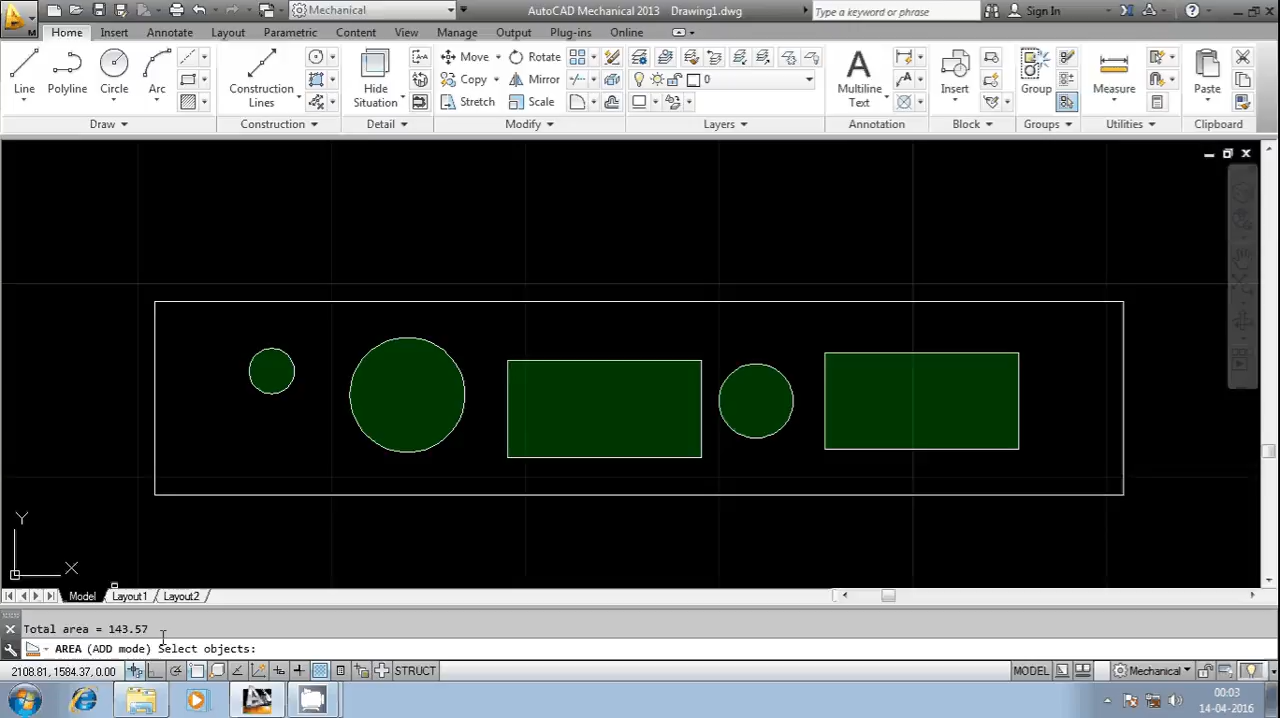 Mechanical
AutoCAD Mechanical 2013 Drawing1.dwg
Type a keyword or phrase
Sign In
M
Home Insert Annotate Layout Parametric Content View Manage Output Plug-ins Online
Line Polyline Circle Arc
Construction Lines
Hide Situation
Move Rotate
Copy Mirror
Stretch Scale
0
Multiline Text
Insert
Group
Measure
Paste
Draw Construction Detail Modify Layers Annotation Block Groups Utilities Clipboard
Y
X
Model Layout1 Layout2
Total area = 143.57
AREA (ADD mode) Select objects:
2108.81, 1584.37, 0.00
STRUCT
MODEL
Mechanical
00:03
14-04-2016